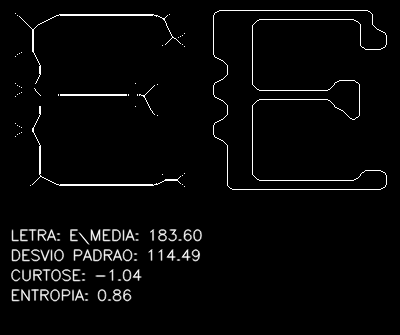 E E
LETRA: E\MEDIA: 183.60
DESVIO PADRAO: 114.49
CURTOSE: -1.04
ENTROPIA: 0.86